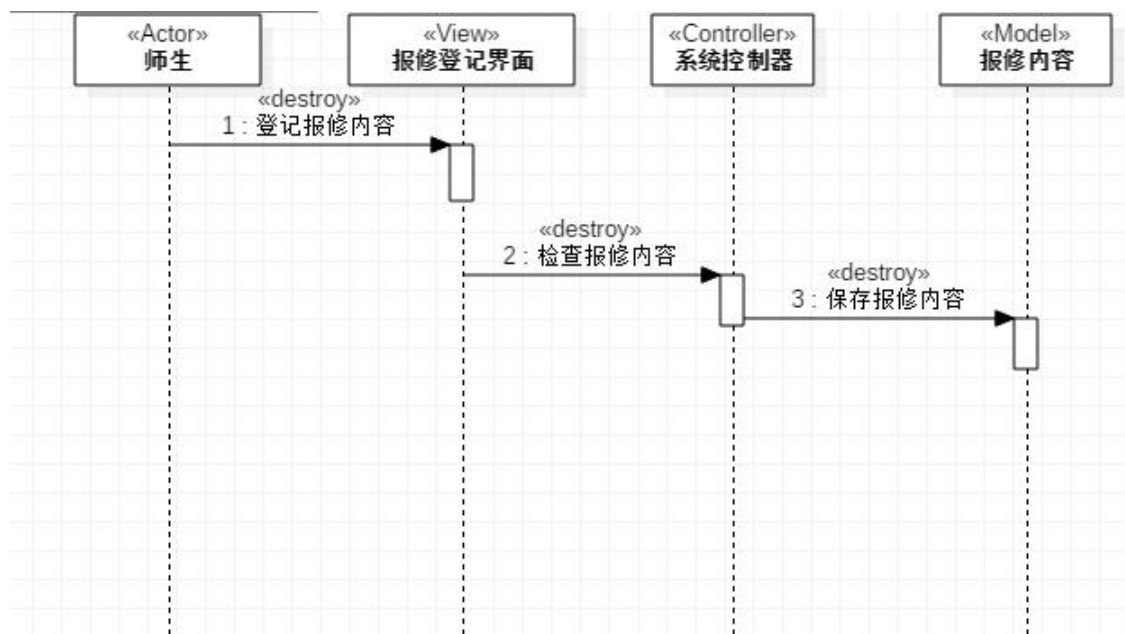 «Actor»
师生
«View»
报修登记界面
«Controller»
系统控制器
«Model»
报修内容
«destroy»
1 : 登记报修内容
«destroy»
2 : 检查报修内容
«destroy»
3 : 保存报修内容